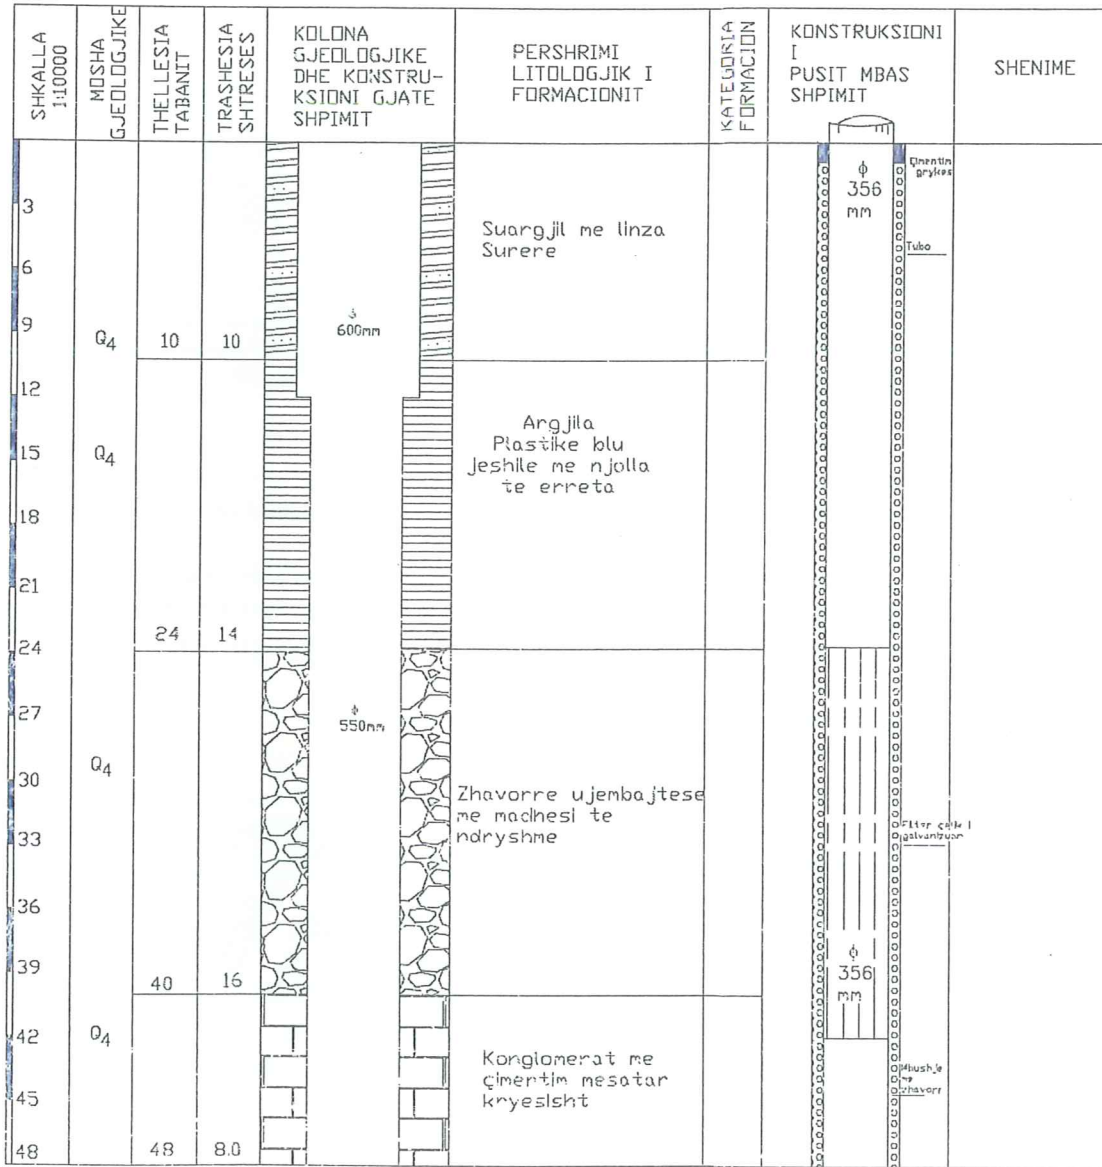 SHKALLA
1:10000
MOSHA
GJEOLOGJIKE
THELLESIA
TABANIT
TRASHESIA
SHTRESES
KOLONA
GJEOLOGJIKE
DHE KONSTRU-
KSIONI GJATE
SHPIMIT
PERSHRIMI
LITOLOGJIK I
FORMACIONIT
KATEGORIA
FORMACION
KONSTRUKSIONI
I
PUSIT MBAS
SHPIMIT
SHENIME
3
6
9
12
15
18
21
24
27
30
33
36
39
42
45
48
Q4
10
10
ϕ
600mm
Suargjil me linza
Surere
Q4
24
14
Argjila
Plastike blu
jeshile me njolla
te erreta
Q4
40
16
ϕ
550mm
Zhavorre ujembajtese
me madhesi te
ndryshme
Q4
48
8.0
Konglomerat me
çimentim mesatar
kryesisht
ϕ
356
mm
Çimentim
grykes
Tubo
Filter çelik i
galvanizuar
ϕ
356
mm
Mbushje
me
zhavorr